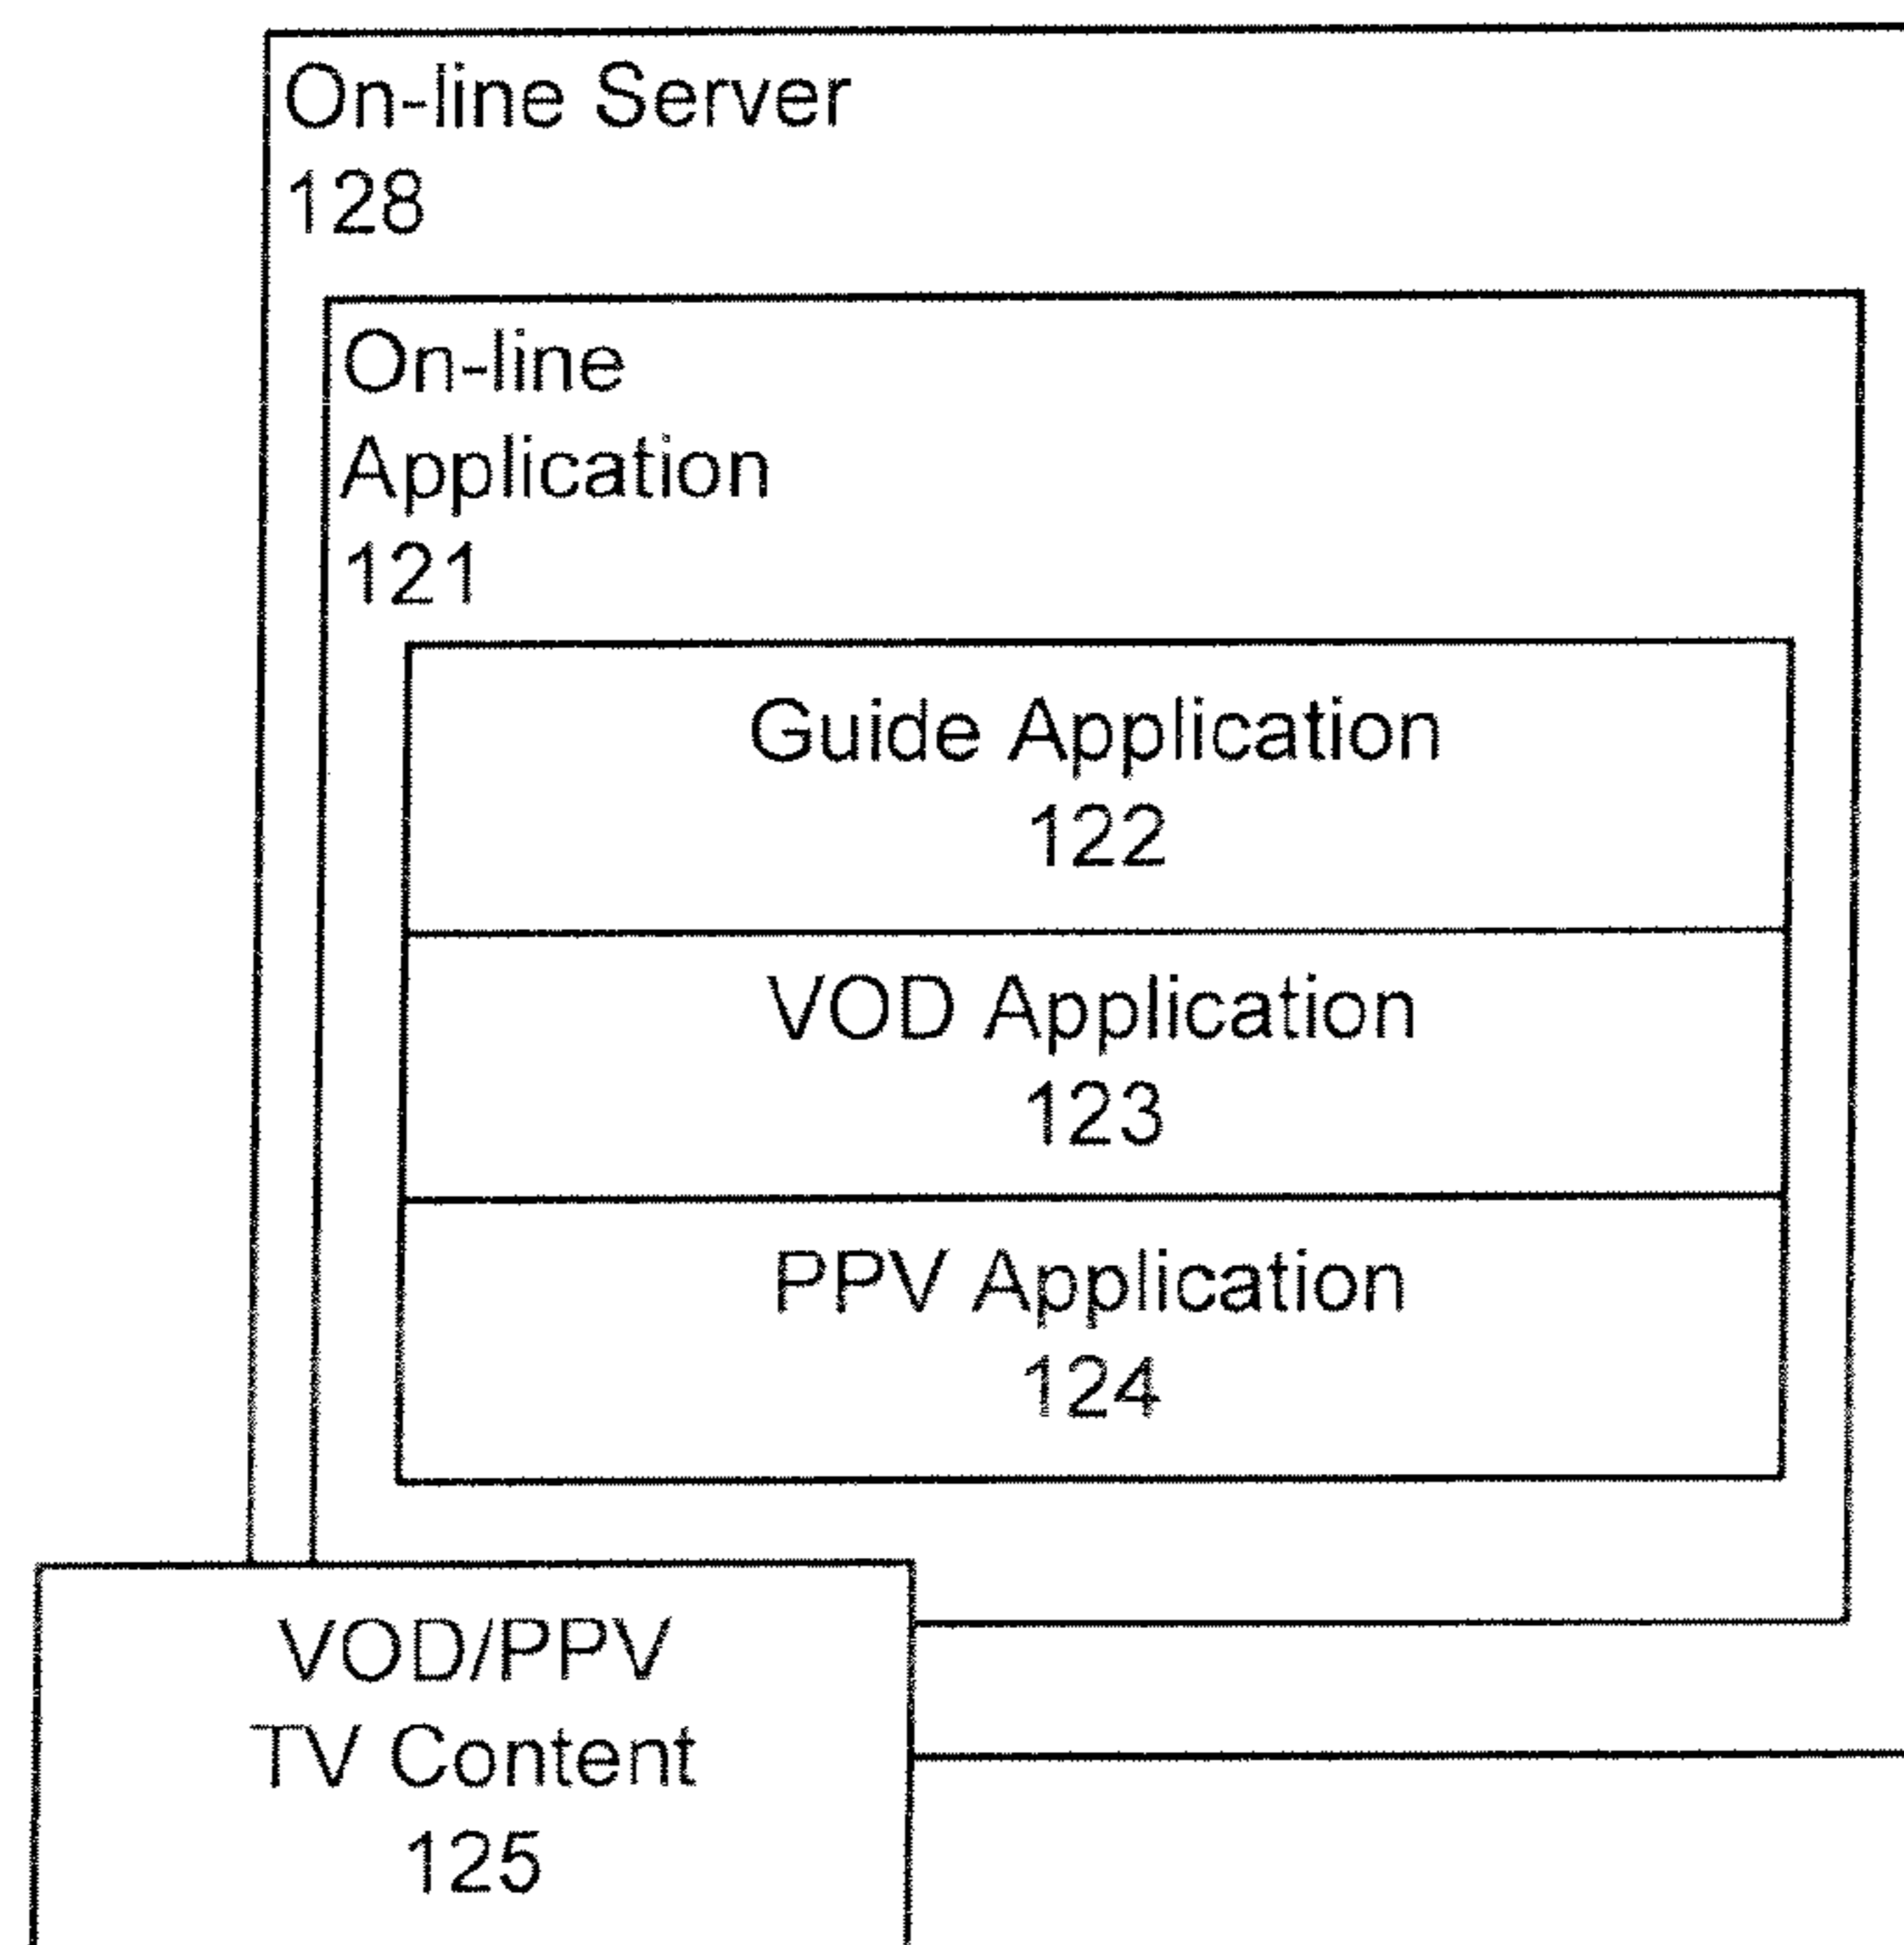 On-line Server
128
On-line
Application
121
Guide Application
122
VOD Application
123
PPV Application
124
VOD/PPV
TV Content
125